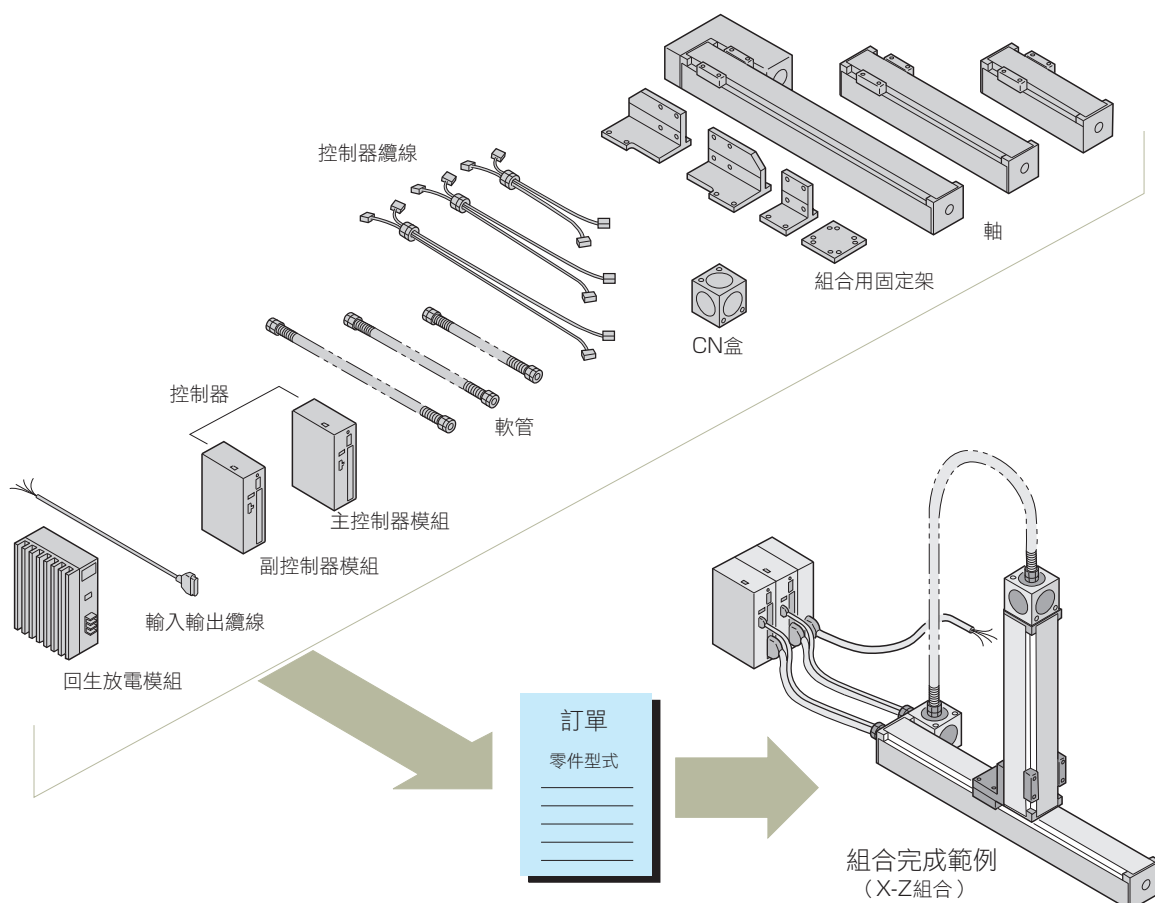 控制器纜線
軸
組合用固定架
CN盒
控制器
軟管
主控制器模組
副控制器模組
輸入輸出纜線
回生放電模組
訂單
零件型式
組合完成範例
（X-Z組合）